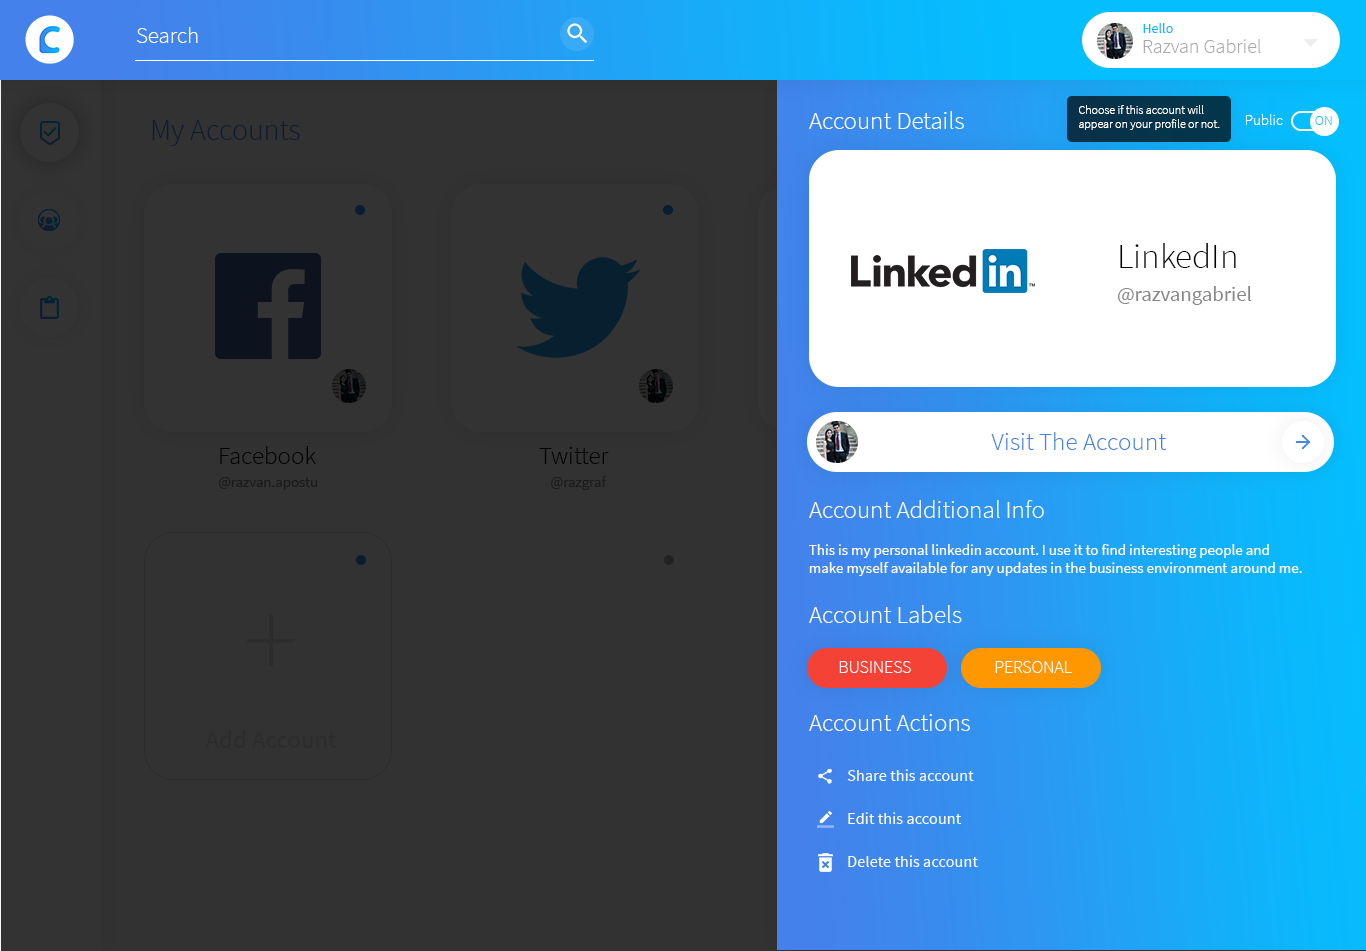 C
Search
Hello
Razvan Gabriel
My Accounts
Facebook
@razvan.apostu
Twitter
@razgraf
Add Account
Account Details
Choose if this account will
appear on your profile or not.
Public
ON
Linked in ™
LinkedIn
@razvangabriel
Visit The Account
Account Additional Info
This is my personal linkedin account. I use it to find interesting people and
make myself available for any updates in the business environment around me.
Account Labels
BUSINESS
PERSONAL
Account Actions
Share this account
Edit this account
Delete this account